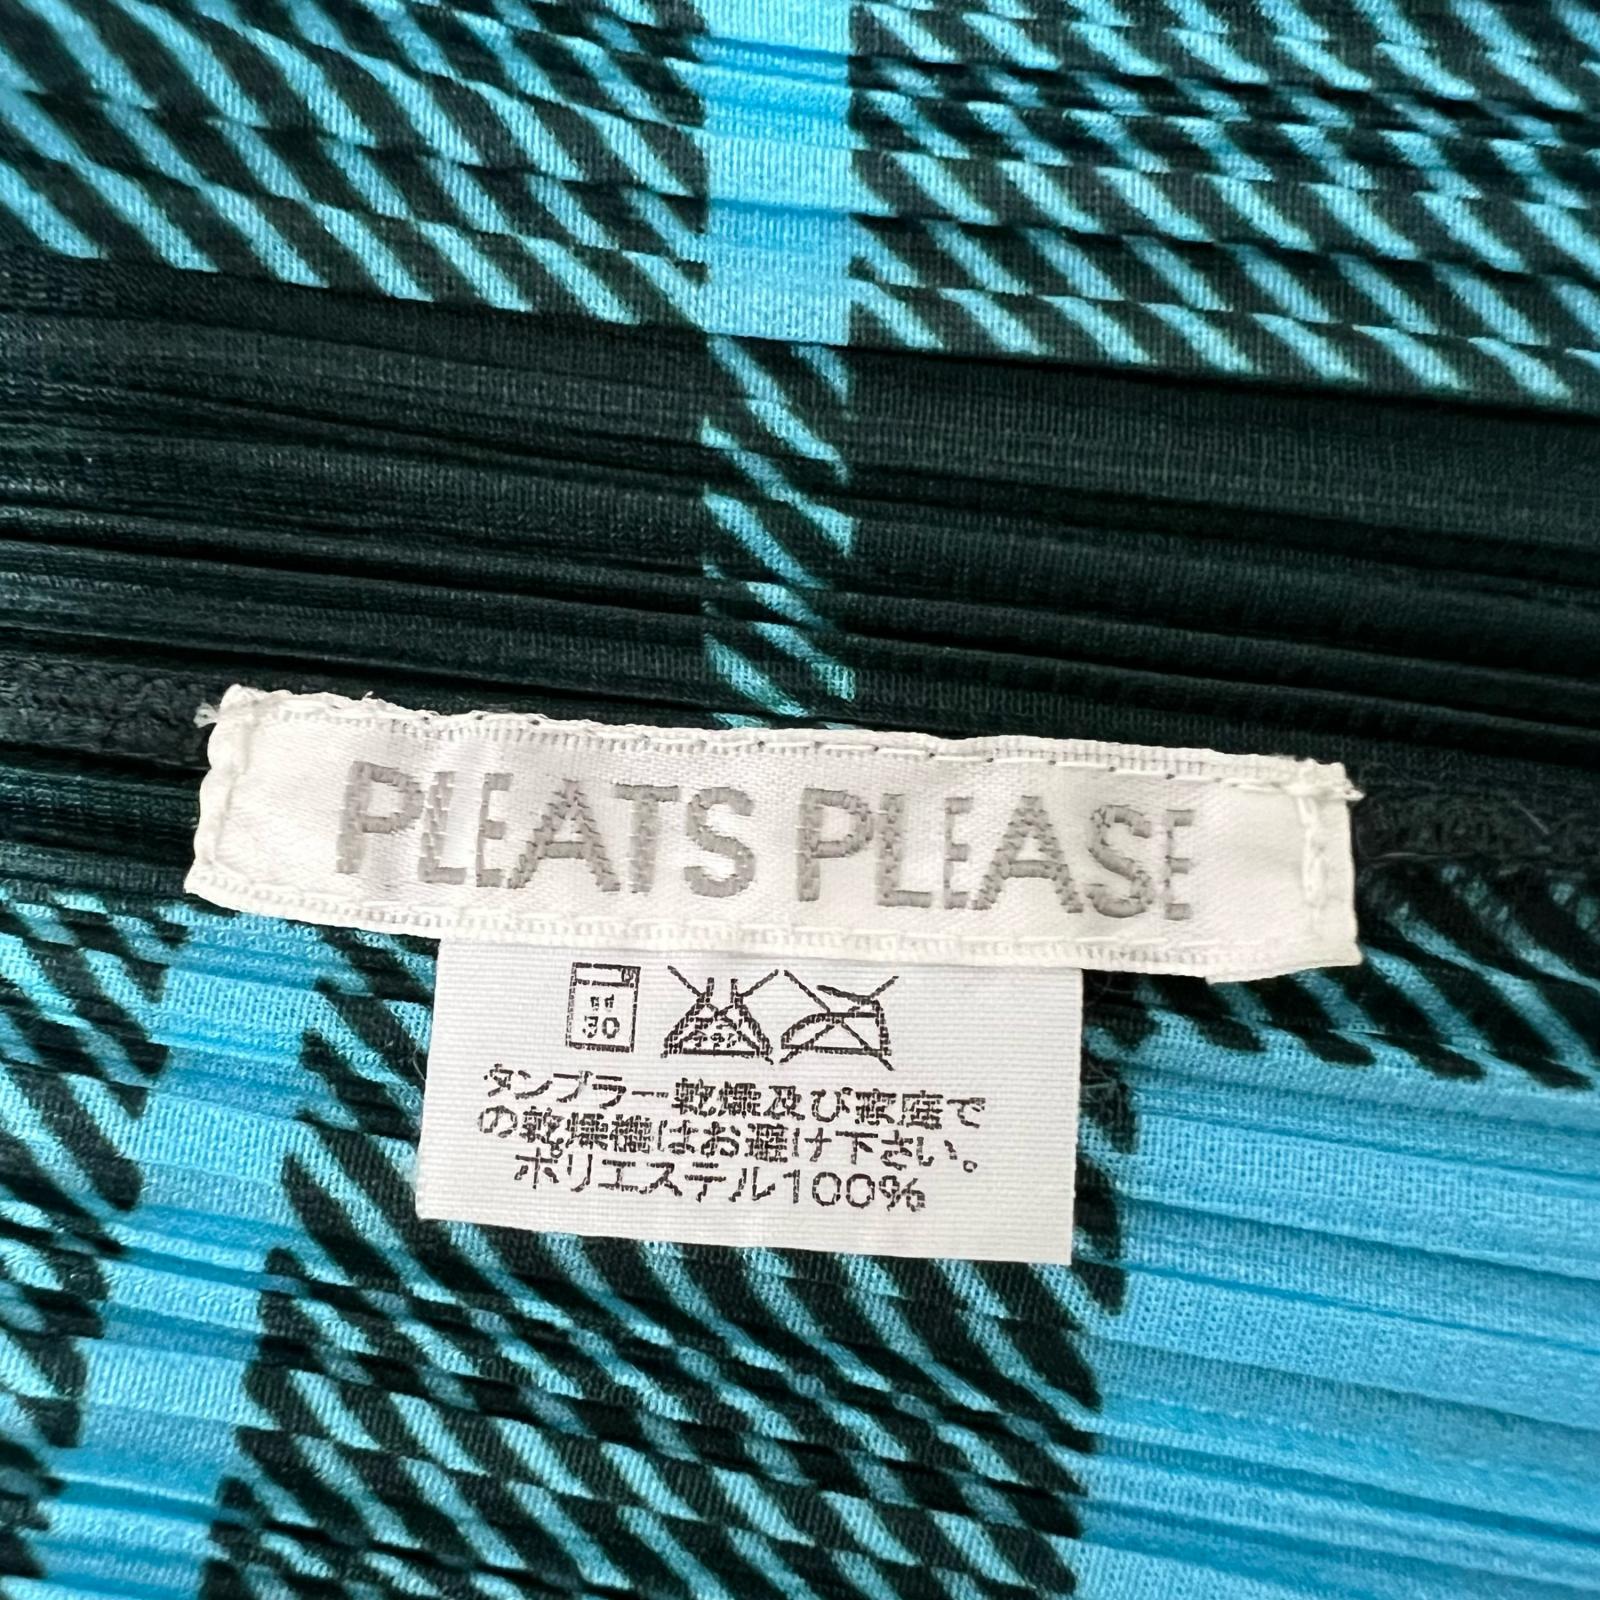 PLEATS PLEASE
タンブラー乾燥及び家庭で
の乾燥機はお避け下さい。
ポリエステル100%